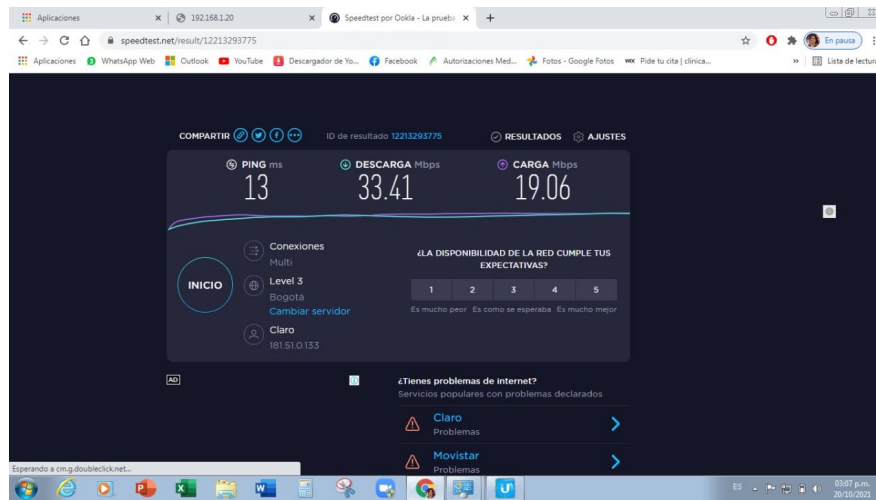 Aplicaciones
192.168.1.20
Speedtest por Ookla - La prueba
speedtest.net/result/12213293775
En pausa
Aplicaciones
WhatsApp Web
Outlook
YouTube
Descargador de Yo...
Facebook
Autorizaciones Med...
Fotos - Google Fotos
Pide tu cita | clinica...
»
Lista de lectura
COMPARTIR
ID de resultado 12213293775
RESULTADOS
AJUSTES
PING ms
DESCARGA Mbps
CARGA Mbps
13
33.41
19.06
INICIO
Conexiones
Multi
Level 3
Bogotá
Cambiar servidor
Claro
181.51.0.133
¿LA DISPONIBILIDAD DE LA RED CUMPLE TUS
EXPECTATIVAS?
1 2 3 4 5
Es mucho peor Es como se esperaba Es mucho mejor
AD
¿Tienes problemas de internet?
Servicios populares con problemas declarados
Claro
Problemas
Movistar
Problemas
Esperando a cm.g.doubleclick.net...
ES
03:07 p.m.
20/10/2021